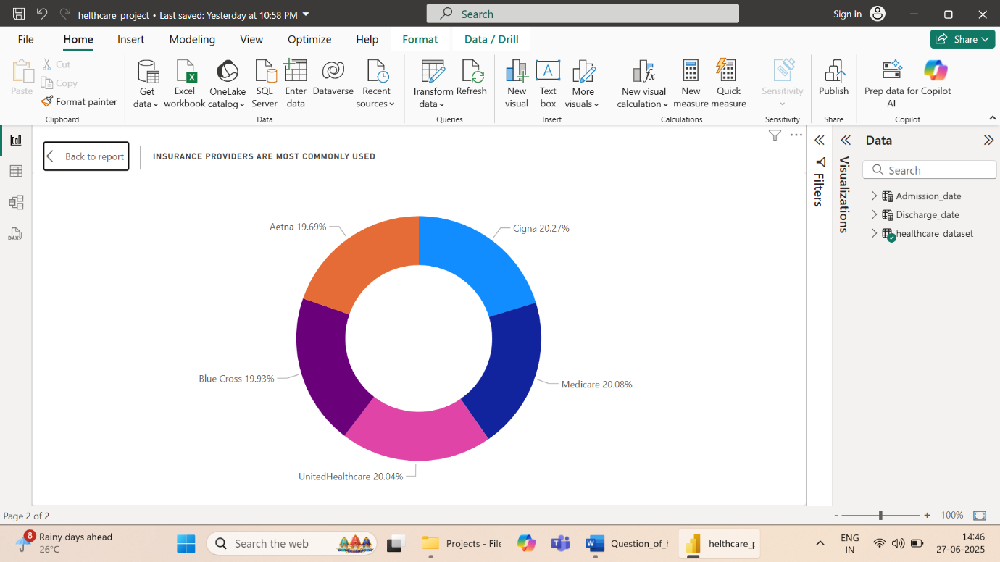 helthcare_project • Last saved: Yesterday at 10:58 PM
Search
Sign in
File Home Insert Modeling View Optimize Help Format Data / Drill Share
Paste
Cut
Copy
Format painter
Clipboard
Get data
Excel workbook
OneLake catalog
SQL Server
Enter data
Dataverse
Recent sources
Data
Transform data
Refresh
Queries
New visual
Text box
More visuals
Insert
New visual calculation
New measure
Quick measure
Calculations
Sensitivity
Sensitivity
Publish
Share
Prep data for AI
Copilot
Copilot
Back to report
INSURANCE PROVIDERS ARE MOST COMMONLY USED
Aetna 19.69%
Cigna 20.27%
Blue Cross 19.93%
Medicare 20.08%
UnitedHealthcare 20.04%
Filters
Visualizations
Data
Search
Admission_date
Discharge_date
healthcare_dataset
DAX
Page 2 of 2
- + 100%
8
Rainy days ahead
26°C
Search the web
Projects - File
Question_of_h
helthcare_p
ENG
IN
14:46
27-06-2025